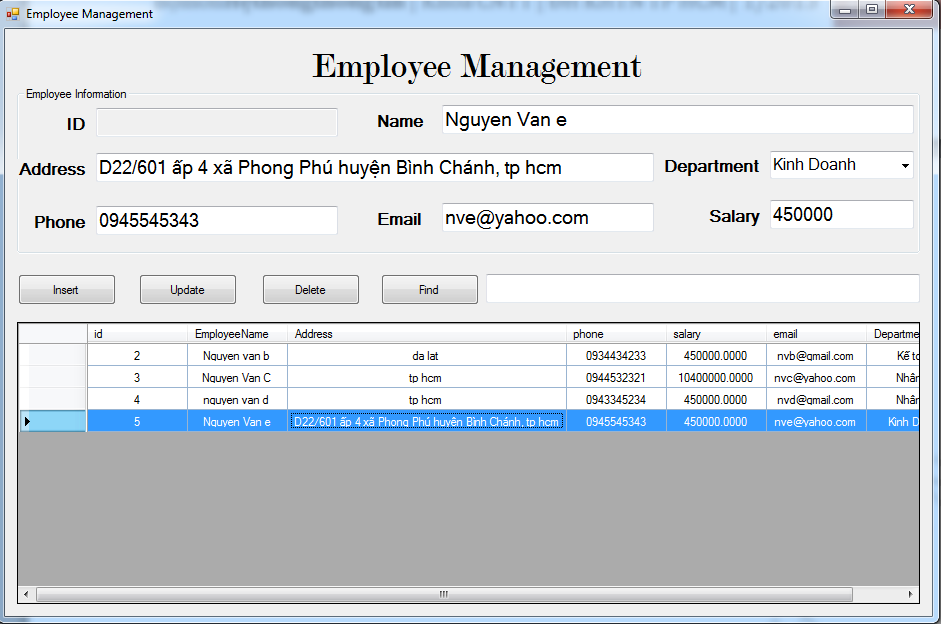 Employee Management
Employee Management
Employee Information
ID
Name Nguyen Van e
Address D22/601 ấp 4 xã Phong Phú huyện Bình Chánh, tp hcm Department Kinh Doanh
Phone 0945545343 Email nve@yahoo.com Salary 450000
Insert Update Delete Find
id EmployeeName Address phone salary email Departme
2 Nguyen van b da lat 0934434233 450000.0000 nvb@gmail.com Kế to
3 Nguyen Van C tp hcm 0944532321 10400000.0000 nvc@yahoo.com Nhân
4 nguyen van d tp hcm 0943345234 450000.0000 nvd@gmail.com Nhân
5 Nguyen Van e D22/601 ấp 4 xã Phong Phú huyện Bình Chánh, tp hcm 0945545343 450000.0000 nve@yahoo.com Kinh D